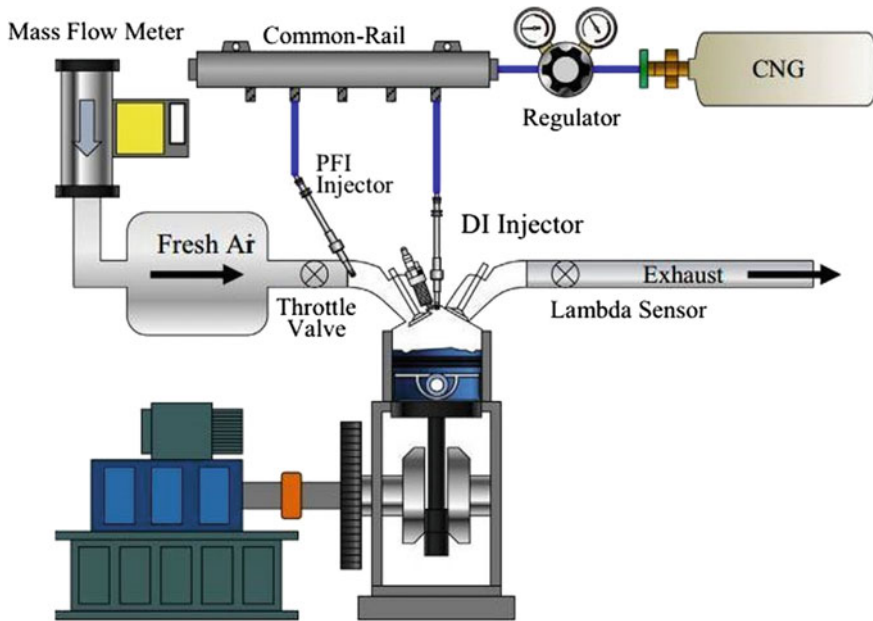 Mass Flow Meter
Common-Rail
CNG
Regulator
PFI
Injector
DI Injector
Fresh Air
Exhaust
Throttle
Valve
Lambda Sensor